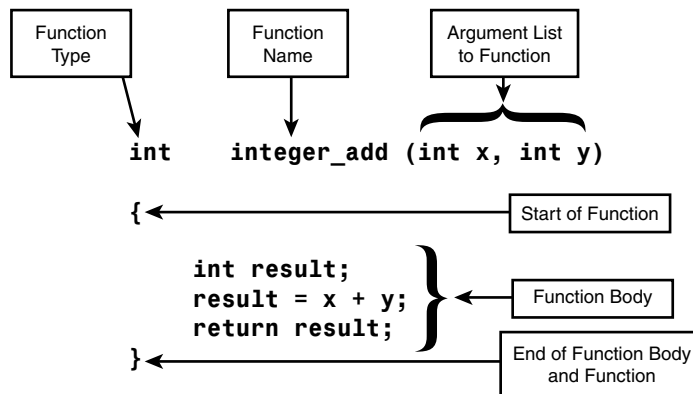 Function
Type
Function
Name
Argument List
to Function
int integer_add (int x, int y)
{
Start of Function
int result;
result = x + y;
return result;
}
Function Body
}
End of Function Body
and Function